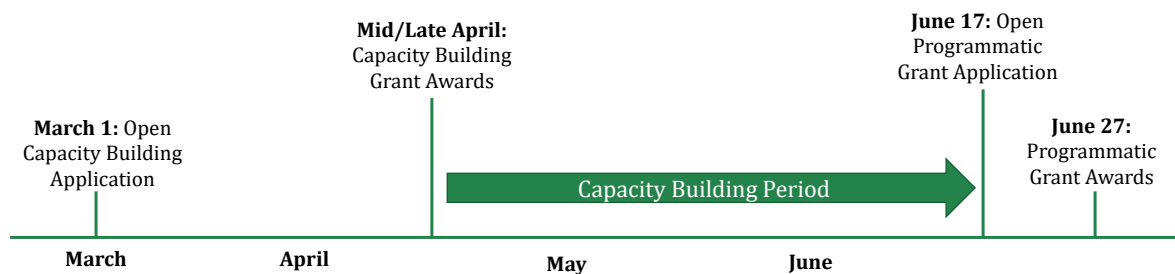 March 1: Open
Capacity Building
Application
Mid/Late April:
Capacity Building
Grant Awards
Capacity Building Period
June 17: Open
Programmatic
Grant Application
June 27:
Programmatic
Grant Awards
March
April
May
June